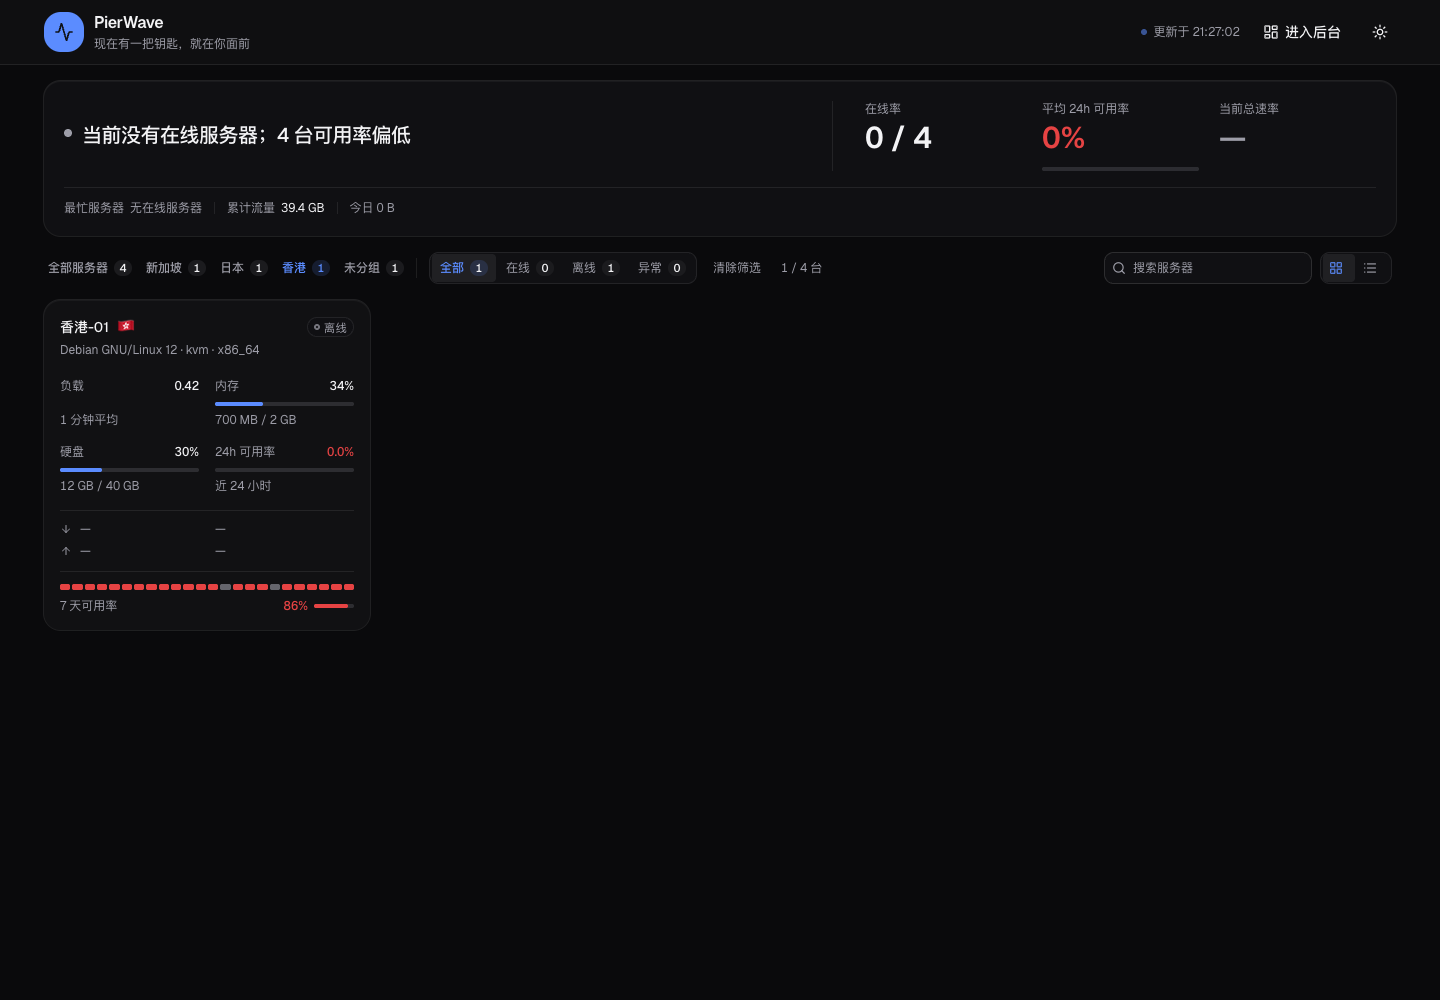 PierWave
现在有一把钥匙，就在你面前
更新于 21:27:02
进入后台
当前没有在线服务器；4 台可用率偏低
在线率
0 / 4
平均 24h 可用率
0%
当前总速率
—
最忙服务器 无在线服务器
累计流量 39.4 GB
今日 0 B
全部服务器 4
新加坡 1
日本 1
香港 1
未分组 1
全部 1
在线 0
离线 1
异常 0
清除筛选
1 / 4 台
搜索服务器
香港-01
离线
Debian GNU/Linux 12 · kvm · x86_64
负载 0.42
1 分钟平均
内存 34%
700 MB / 2 GB
硬盘 30%
12 GB / 40 GB
24h 可用率 0.0%
近 24 小时
↓ — —
↑ — —
7 天可用率 86%